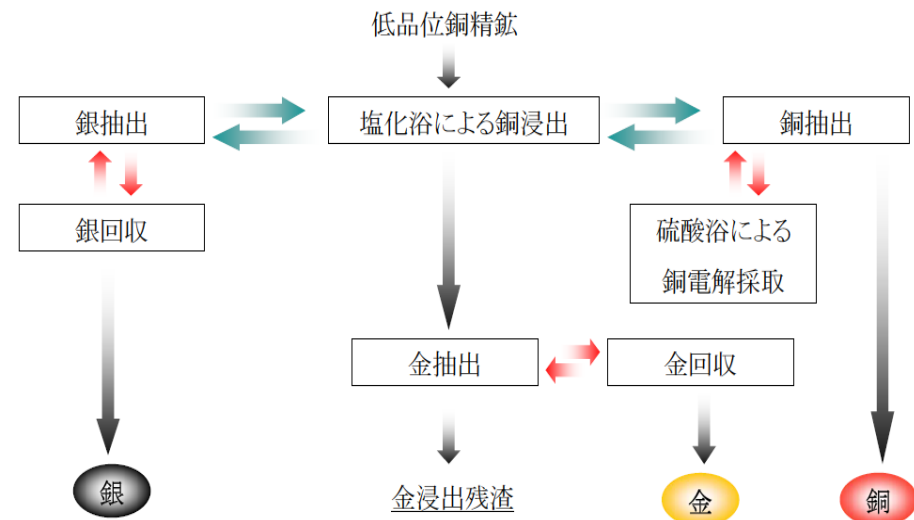 低品位銅精鉱
銀抽出
塩化浴による銅浸出
銅抽出
銀回収
硫酸浴による
銅電解採取
金抽出
金回収
銀
金浸出残渣
金
銅